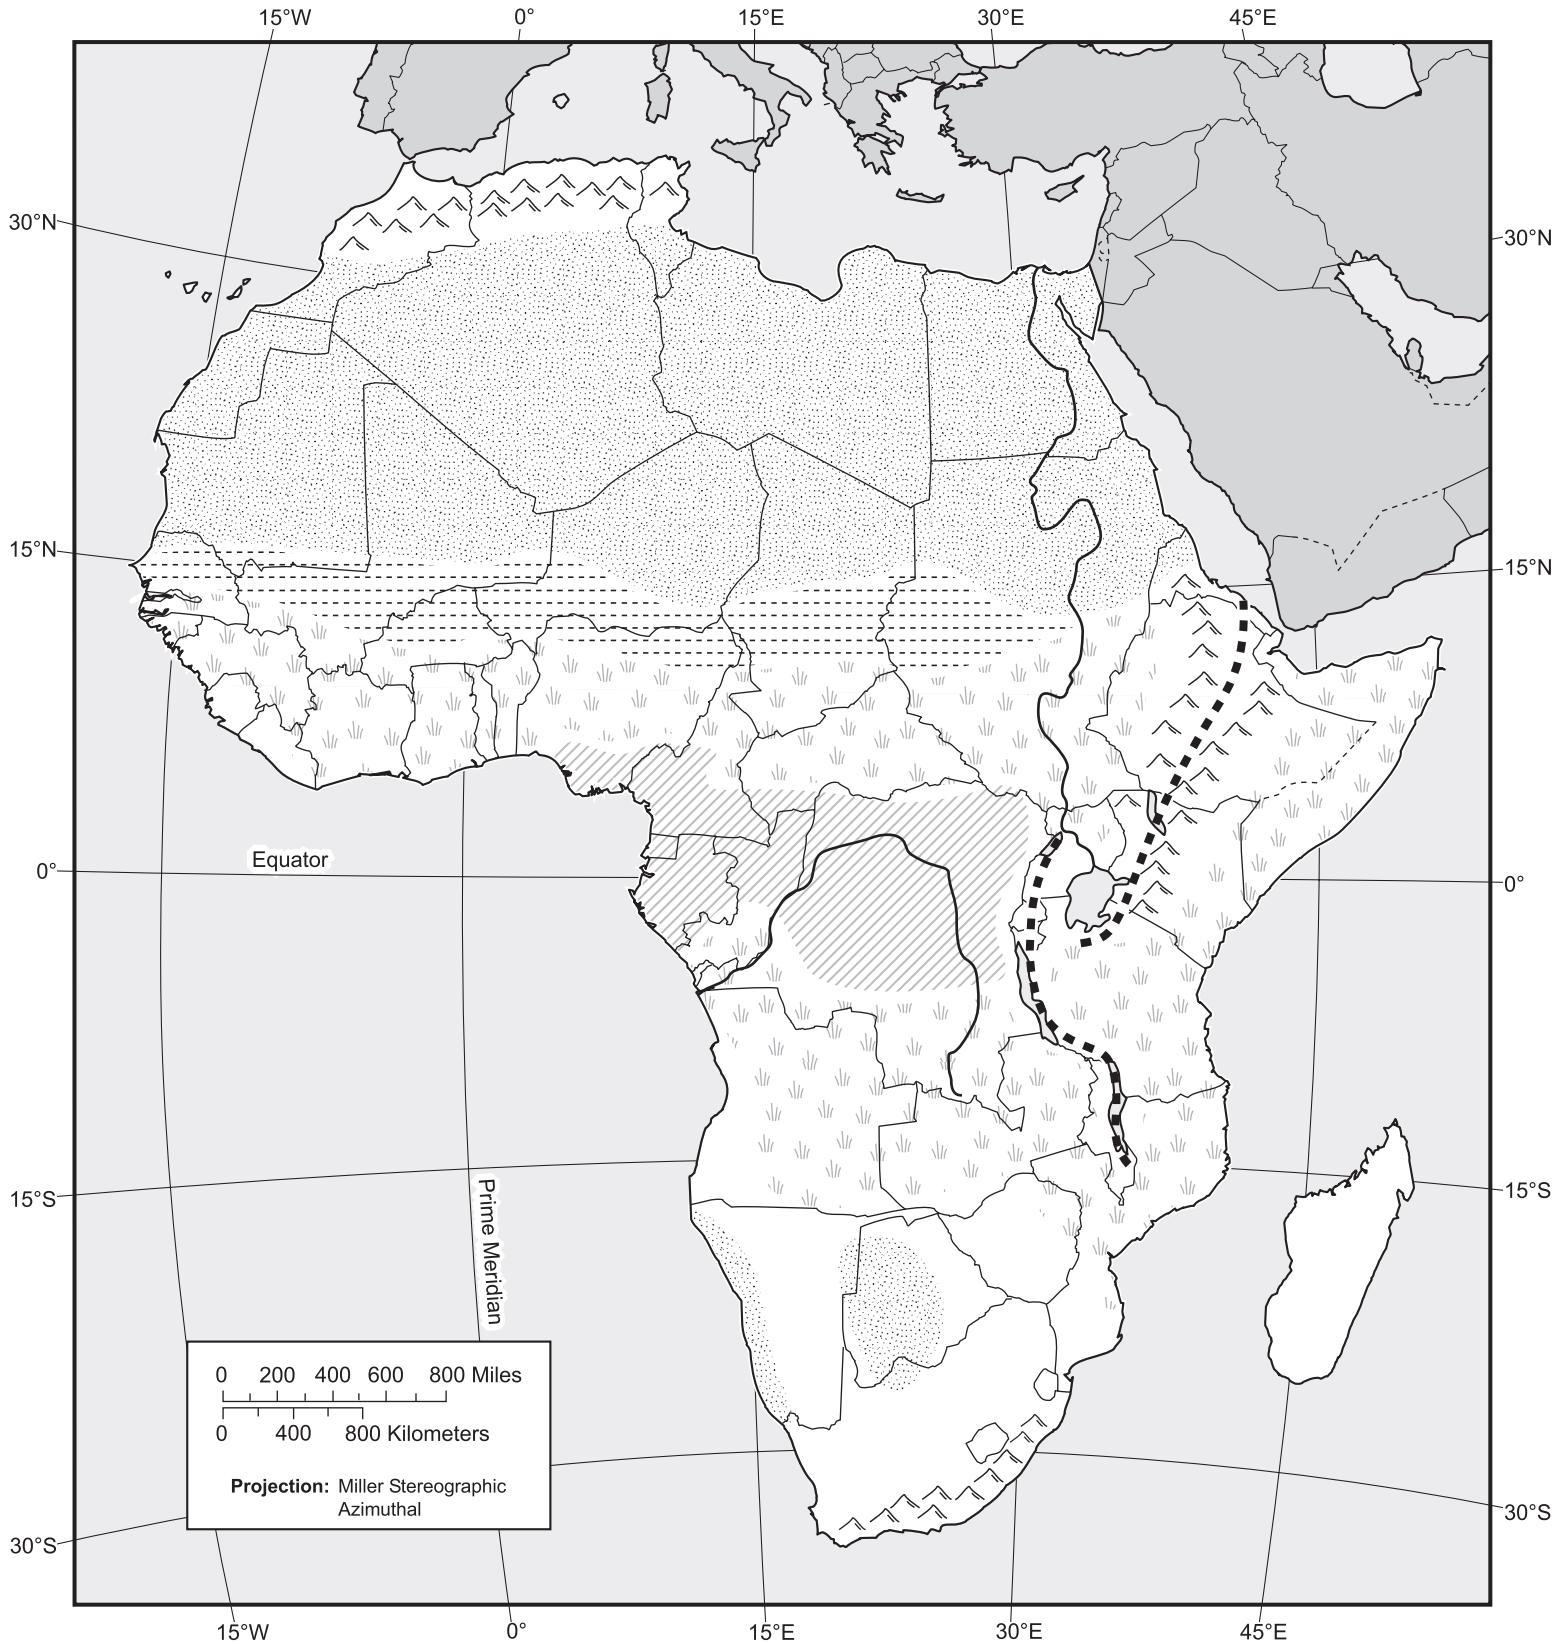 15°W 0° 15°E 30°E 45°E
30°N 30°N
15°N 15°N
Equator
0° 0°
15°S 15°S
Prime Meridian
0 200 400 600 800 Miles
0 400 800 Kilometers
Projection: Miller Stereographic
Azimuthal
30°S 30°S
15°W 0° 15°E 30°E 45°E